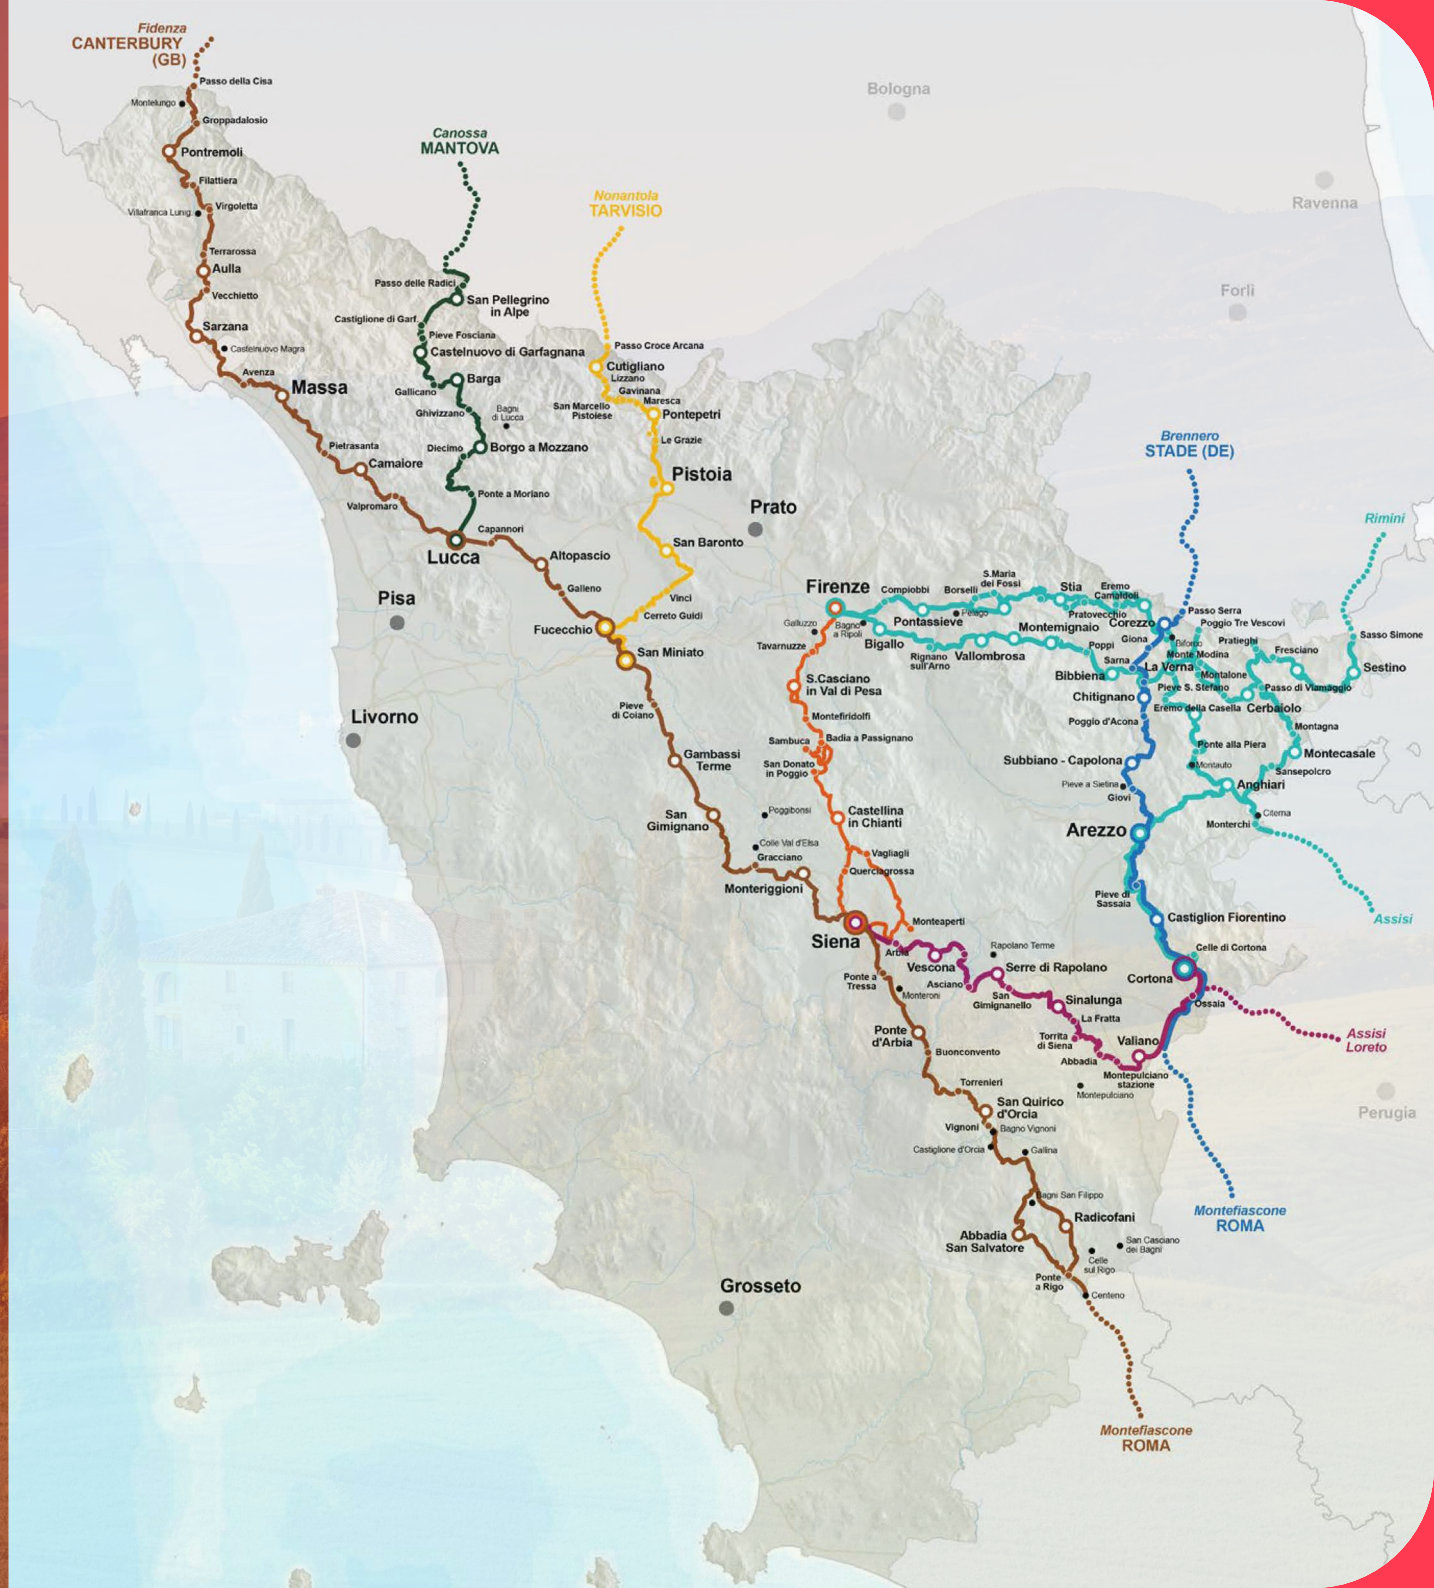 Fidenza
CANTERBURY
(GB)
Passo della Cisa
Montelungo
Groppadalosio
Pontremoli
Filattiera
Virgoletta
Villafranca Lunig.
Terrarossa
Aulla
Vecchietto
Sarzana
Castelnuovo Magra
Avenza
Massa
Pietrasanta
Camaiore
Valpromaro
Canossa
MANTOVA
Passo delle Radici
San Pellegrino
in Alpe
Castiglione di Garf.
Pieve Fosciana
Castelnuovo di Garfagnana
Barga
Gallicano
Ghivizzano
Bagni
di Lucca
Diecimo
Borgo a Mozzano
Ponte a Moriano
Lucca
Capannori
Altopascio
Galleno
Fucecchio
San Miniato
Nonantola
TARVISIO
Passo Croce Arcana
Cutigliano
Lizzano
Gavinana
Maresca
San Marcello
Pistoiese
Pontepetri
Le Grazie
Pistoia
San Baronto
Vinci
Cerreto Guidi
Bologna
Ravenna
Forlì
Prato
Pisa
Livorno
Grosseto
Perugia
Pieve
di Coiano
Gambassi
Terme
San
Gimignano
Poggibonsi
Colle Val d'Elsa
Gracciano
Monteriggioni
Siena
Firenze
Galluzzo
Tavarnuzze
S.Casciano
in Val di Pesa
Montefiridolfi
Sambuca
Badia a Passignano
San Donato
in Poggio
Castellina
in Chianti
Vagliagli
Querciagrossa
Monteaperti
Arbia
Compiobbi
Borselli
S.Maria
dei Fossi
Stia
Eremo
Camaldoli
Pelago
Pratovecchio
Bagno
a Ripoli
Pontassieve
Bigallo
Rignano
sull'Arno
Vallombrosa
Montemignaio
Poppi
Bibbiena
Brennero
STADE (DE)
Passo Serra
Corezzo
Giona
Biforco
Sarna
La Verna
Chitignano
Poggio d'Acona
Subbiano - Capolona
Pieve a Sietina
Giovi
Arezzo
Pieve di
Sassaia
Castiglion Fiorentino
Celle di Cortona
Cortona
Ossaia
Rimini
Sasso Simone
Sestino
Poggio Tre Vescovi
Pratieghi
Fresciano
Monte Modina
Montalone
Pieve S. Stefano
Passo di Viamaggio
Eremo della Casella
Cerbaiolo
Montagna
Ponte alla Piera
Montecasale
Montauto
Sansepolcro
Anghiari
Citerna
Monterchi
Assisi
Vescona
Asciano
Rapolano Terme
Serre di Rapolano
San
Gimignanello
Sinalunga
La Fratta
Torrita
di Siena
Abbadia
Valiano
Montepulciano
stazione
Montepulciano
Assisi
Loreto
Montefiascone
ROMA
Ponte a
Tressa
Monteroni
Ponte
d'Arbia
Buonconvento
Torrenieri
San Quirico
d'Orcia
Vignoni
Bagno Vignoni
Castiglione d'Orcia
Gallina
Bagni San Filippo
Radicofani
Abbadia
San Salvatore
San Casciano
dei Bagni
Celle
sul Rigo
Ponte
a Rigo
Centeno
Montefiascone
ROMA